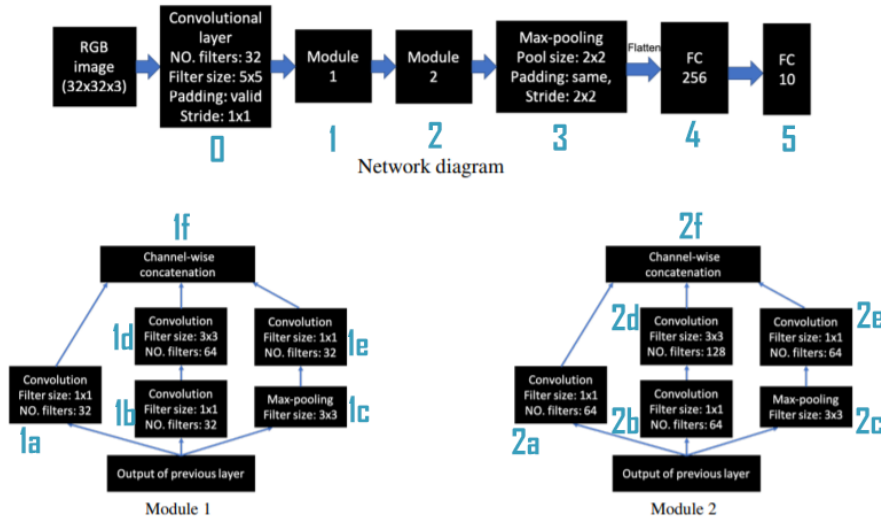 RGB
image
(32x32x3)
Convolutional
layer
NO. filters: 32
Filter size: 5x5
Padding: valid
Stride: 1x1
0
Module
1
1
Module
2
2
Max-pooling
Pool size: 2x2
Padding: same,
Stride: 2x2
3
Flatten
FC
256
4
FC
10
5
Network diagram
1f
Channel-wise
concatenation
1d
Convolution
Filter size: 3x3
NO. filters: 64
Convolution
Filter size: 1x1
NO. filters: 32
1e
Convolution
Filter size: 1x1
NO. filters: 32
1a
1b
Convolution
Filter size: 1x1
NO. filters: 32
Max-pooling
Filter size: 3x3
1c
Output of previous layer
Module 1
2f
Channel-wise
concatenation
2d
Convolution
Filter size: 3x3
NO. filters: 128
Convolution
Filter size: 1x1
NO. filters: 64
2e
Convolution
Filter size: 1x1
NO. filters: 64
2a
2b
Convolution
Filter size: 1x1
NO. filters: 64
Max-pooling
Filter size: 3x3
2c
Output of previous layer
Module 2